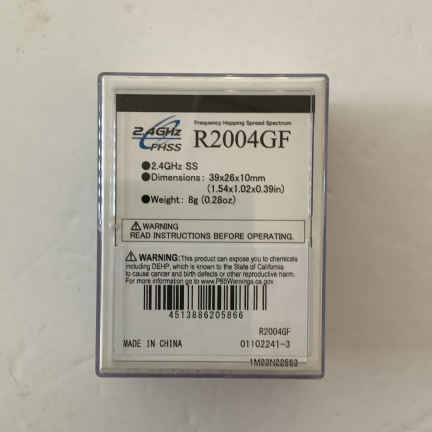 Frequency Hopping Spread Spectrum
2.4GHz
FHSS
R2004GF
●2.4GHz SS
●Dimensions: 39x26x10mm
(1.54x1.02x0.39in)
●Weight: 8g (0.28oz)
⚠WARNING
READ INSTRUCTIONS BEFORE OPERATING.
⚠WARNING:This product can expose you to chemicals
including DEHP, which is known to the State of California
to cause cancer and birth defects or other reproductive harm.
For more information go to www.P65Warnings.ca.gov
4513886205866
R2004GF
MADE IN CHINA
01102241-3